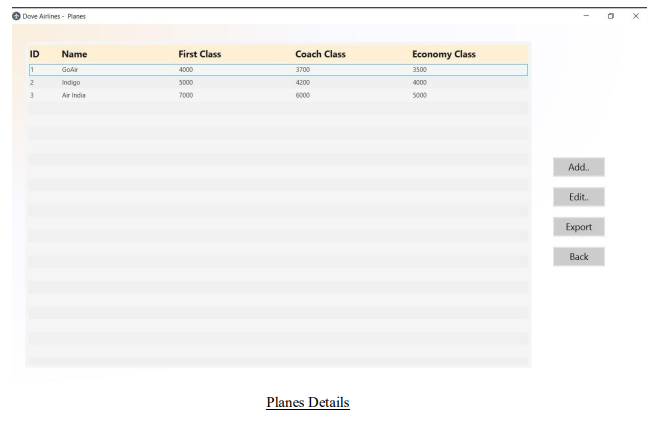 Dove Airlines - Planes
ID Name First Class Coach Class Economy Class
1 GoAir 4000 3700 3500
2 Indigo 5000 4200 4000
3 Air India 7000 6000 5000
Add..
Edit..
Export
Back
Planes Details